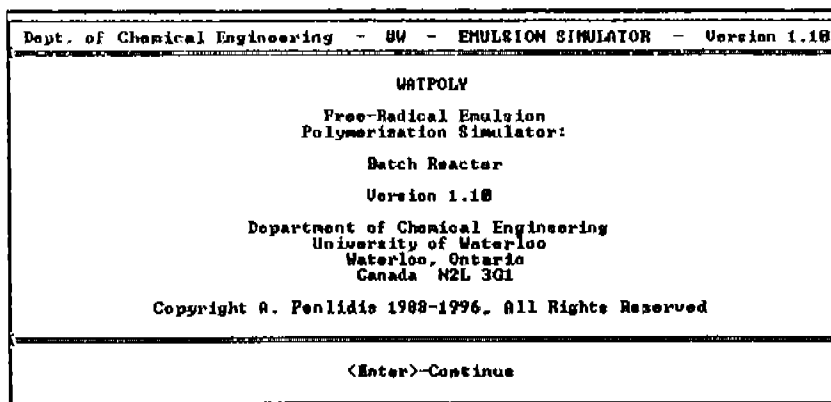 Dept. of Chemical Engineering - UW - EMULSION SIMULATOR - Version 1.10
WATPOLY
Free-Radical Emulsion
Polymerization Simulator:
Batch Reactor
Version 1.10
Department of Chemical Engineering
University of Waterloo
Waterloo, Ontario
Canada N2L 3G1
Copyright A. Penlidis 1988-1996, All Rights Reserved
<Enter>-Continue